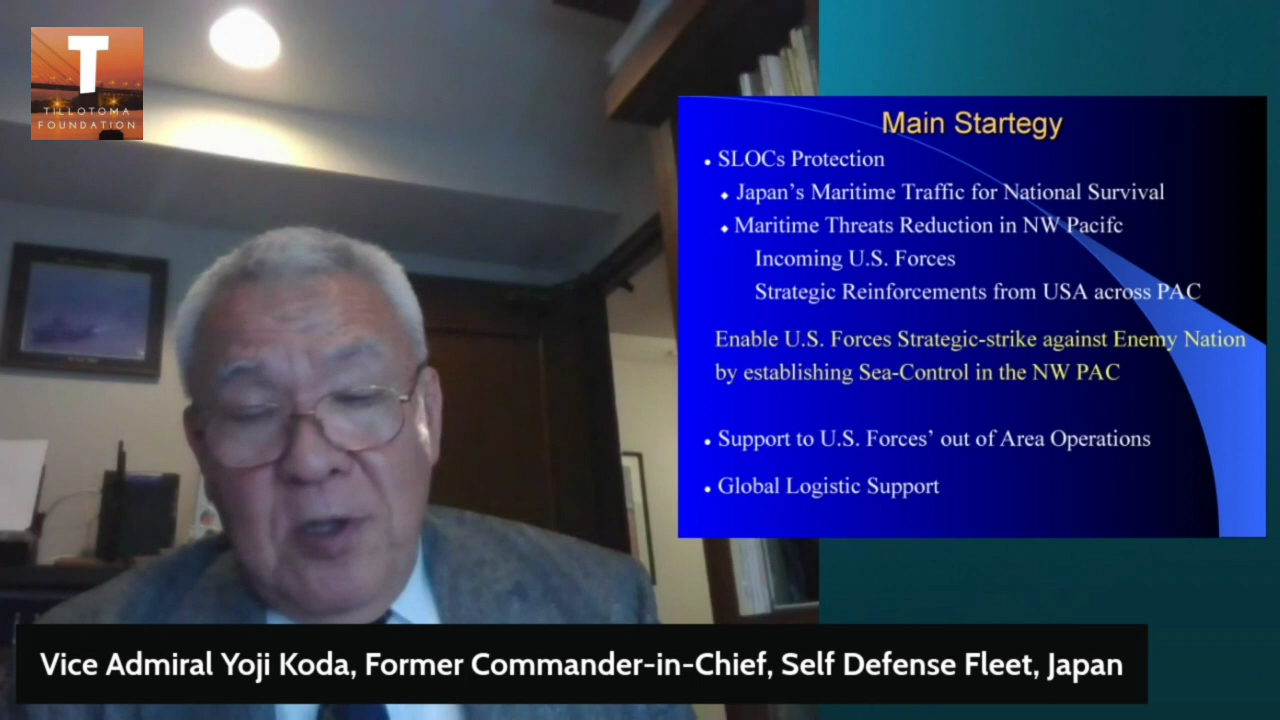 T
TILLOTOMA
FOUNDATION
Main Startegy
• SLOCs Protection
• Japan's Maritime Traffic for National Survival
• Maritime Threats Reduction in NW Pacifc
Incoming U.S. Forces
Strategic Reinforcements from USA across PAC
Enable U.S. Forces Strategic-strike against Enemy Nation
by establishing Sea-Control in the NW PAC
• Support to U.S. Forces' out of Area Operations
• Global Logistic Support
Vice Admiral Yoji Koda, Former Commander-in-Chief, Self Defense Fleet, Japan